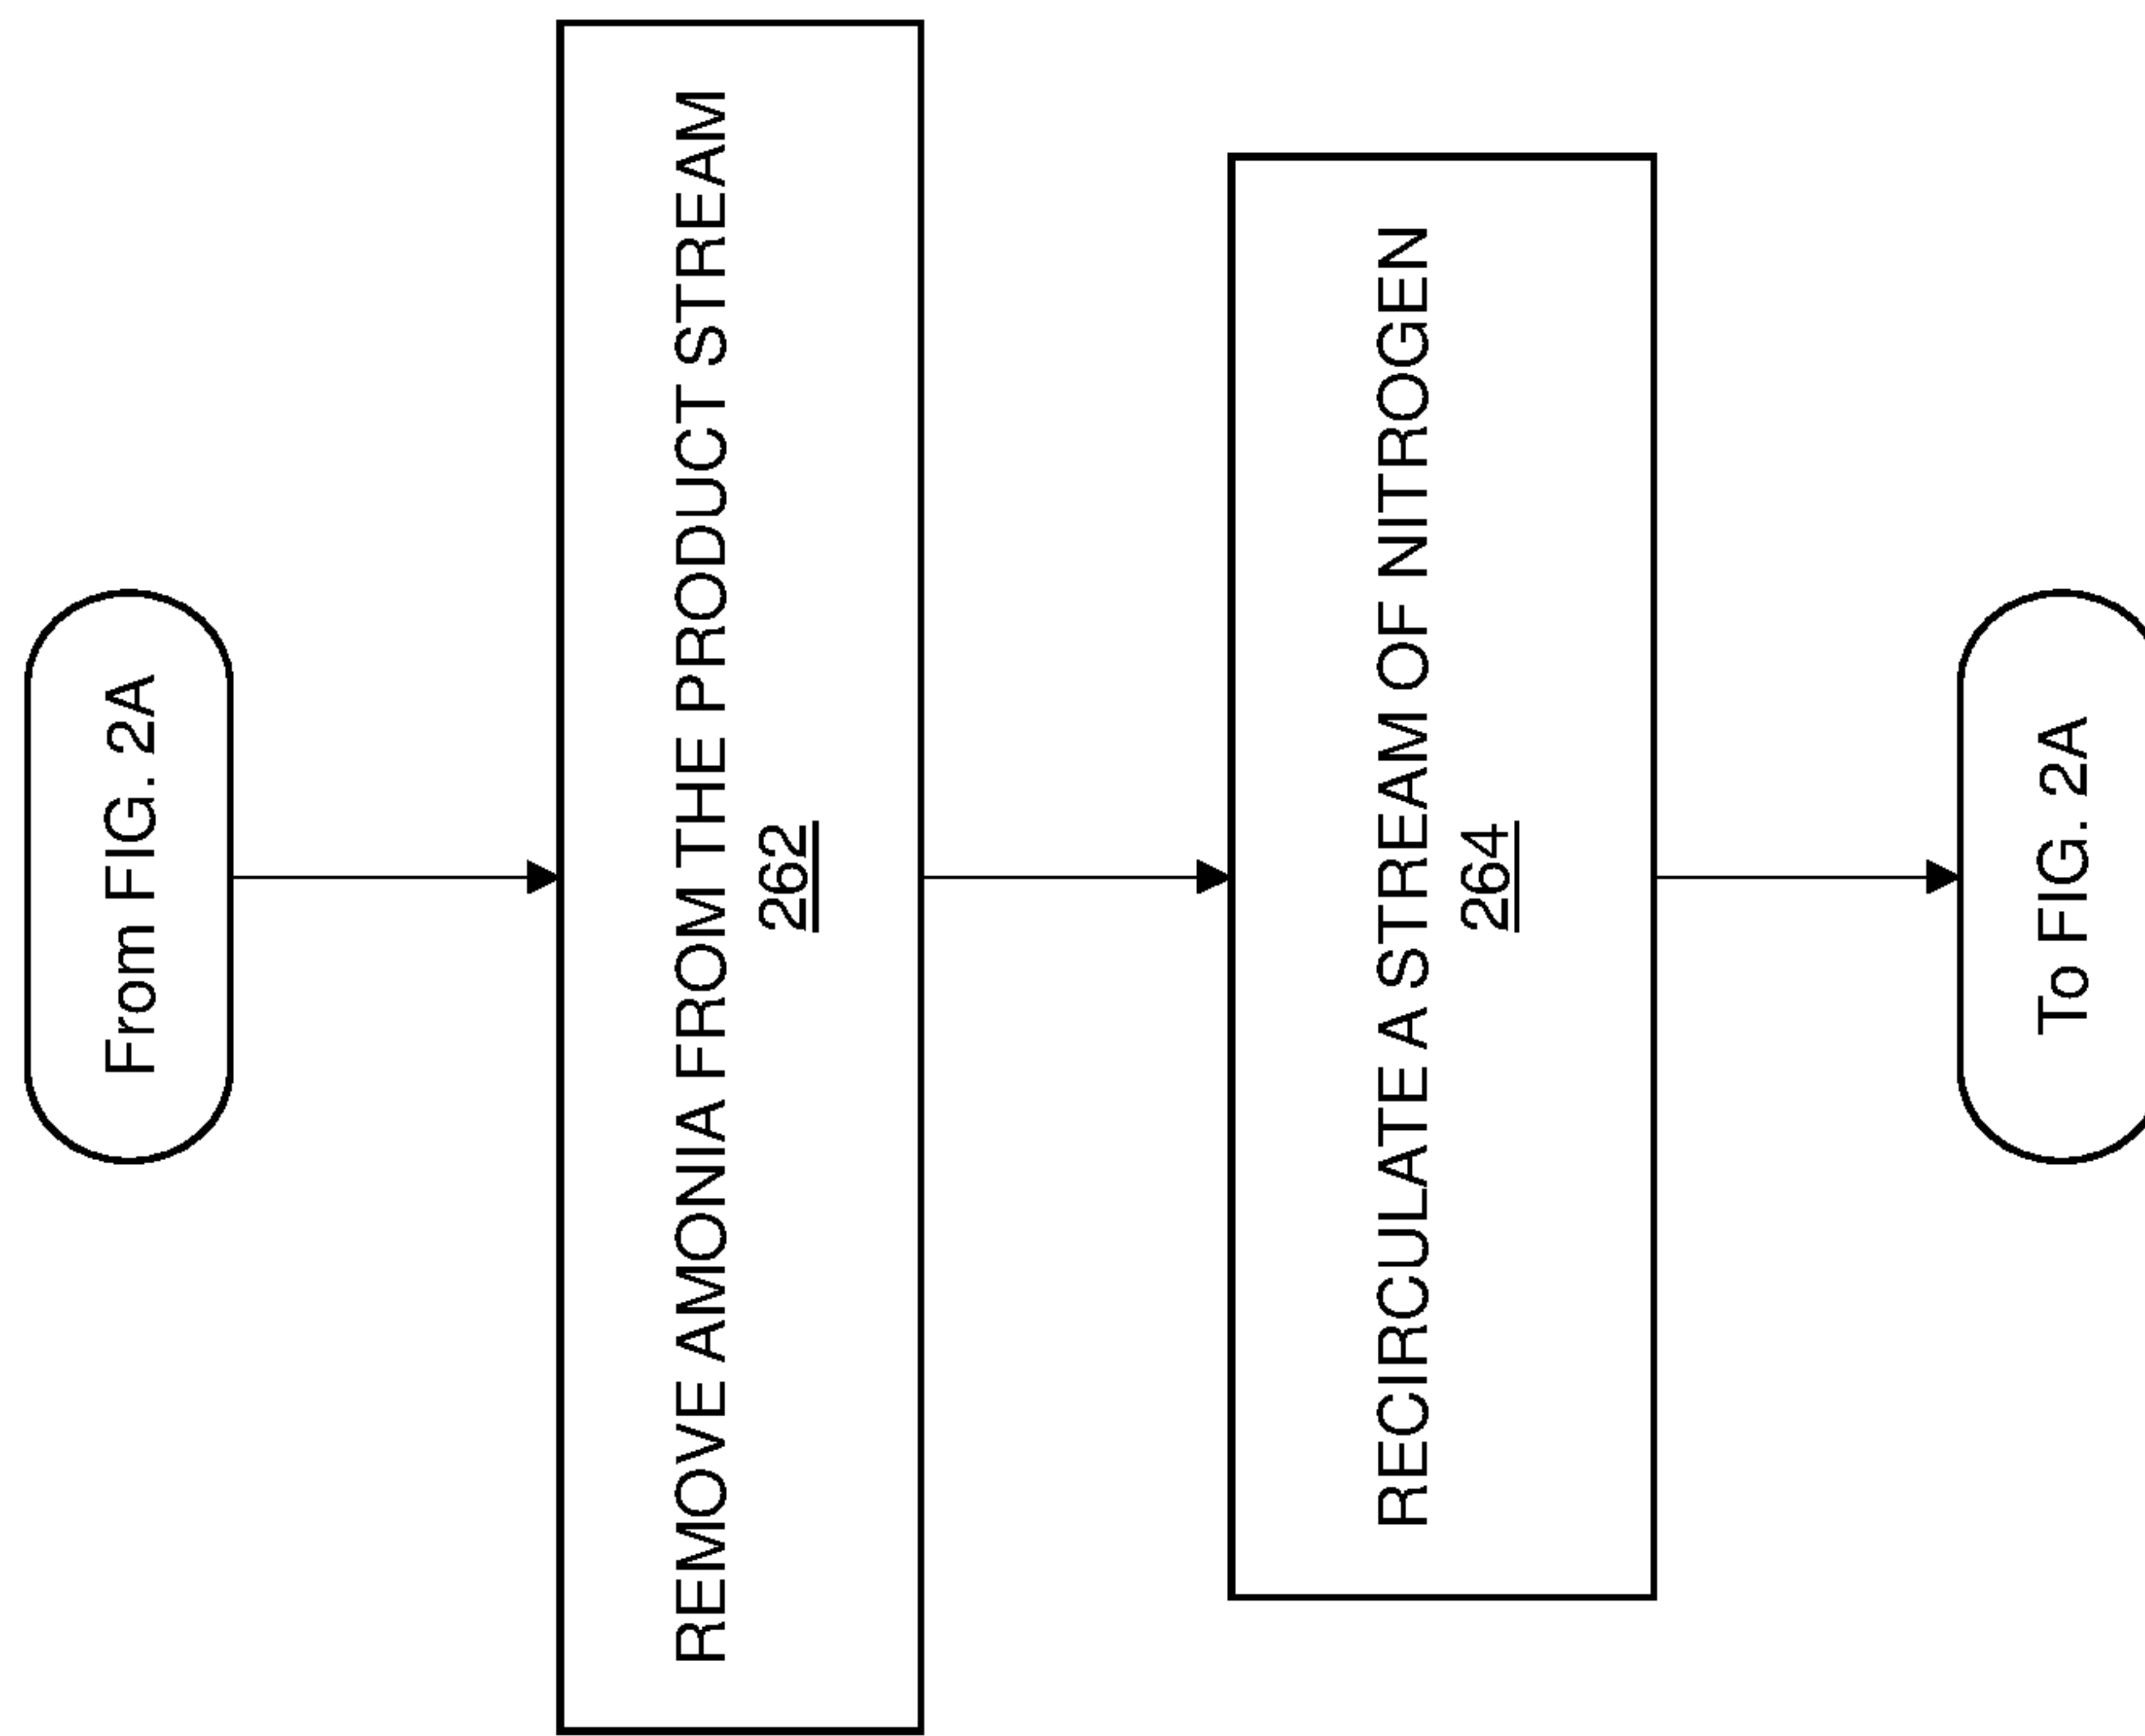 From FIG. 2A
REMOVE AMONIA FROM THE PRODUCT STREAM
262
RECIRCULATE A STREAM OF NITROGEN
264
To FIG. 2A